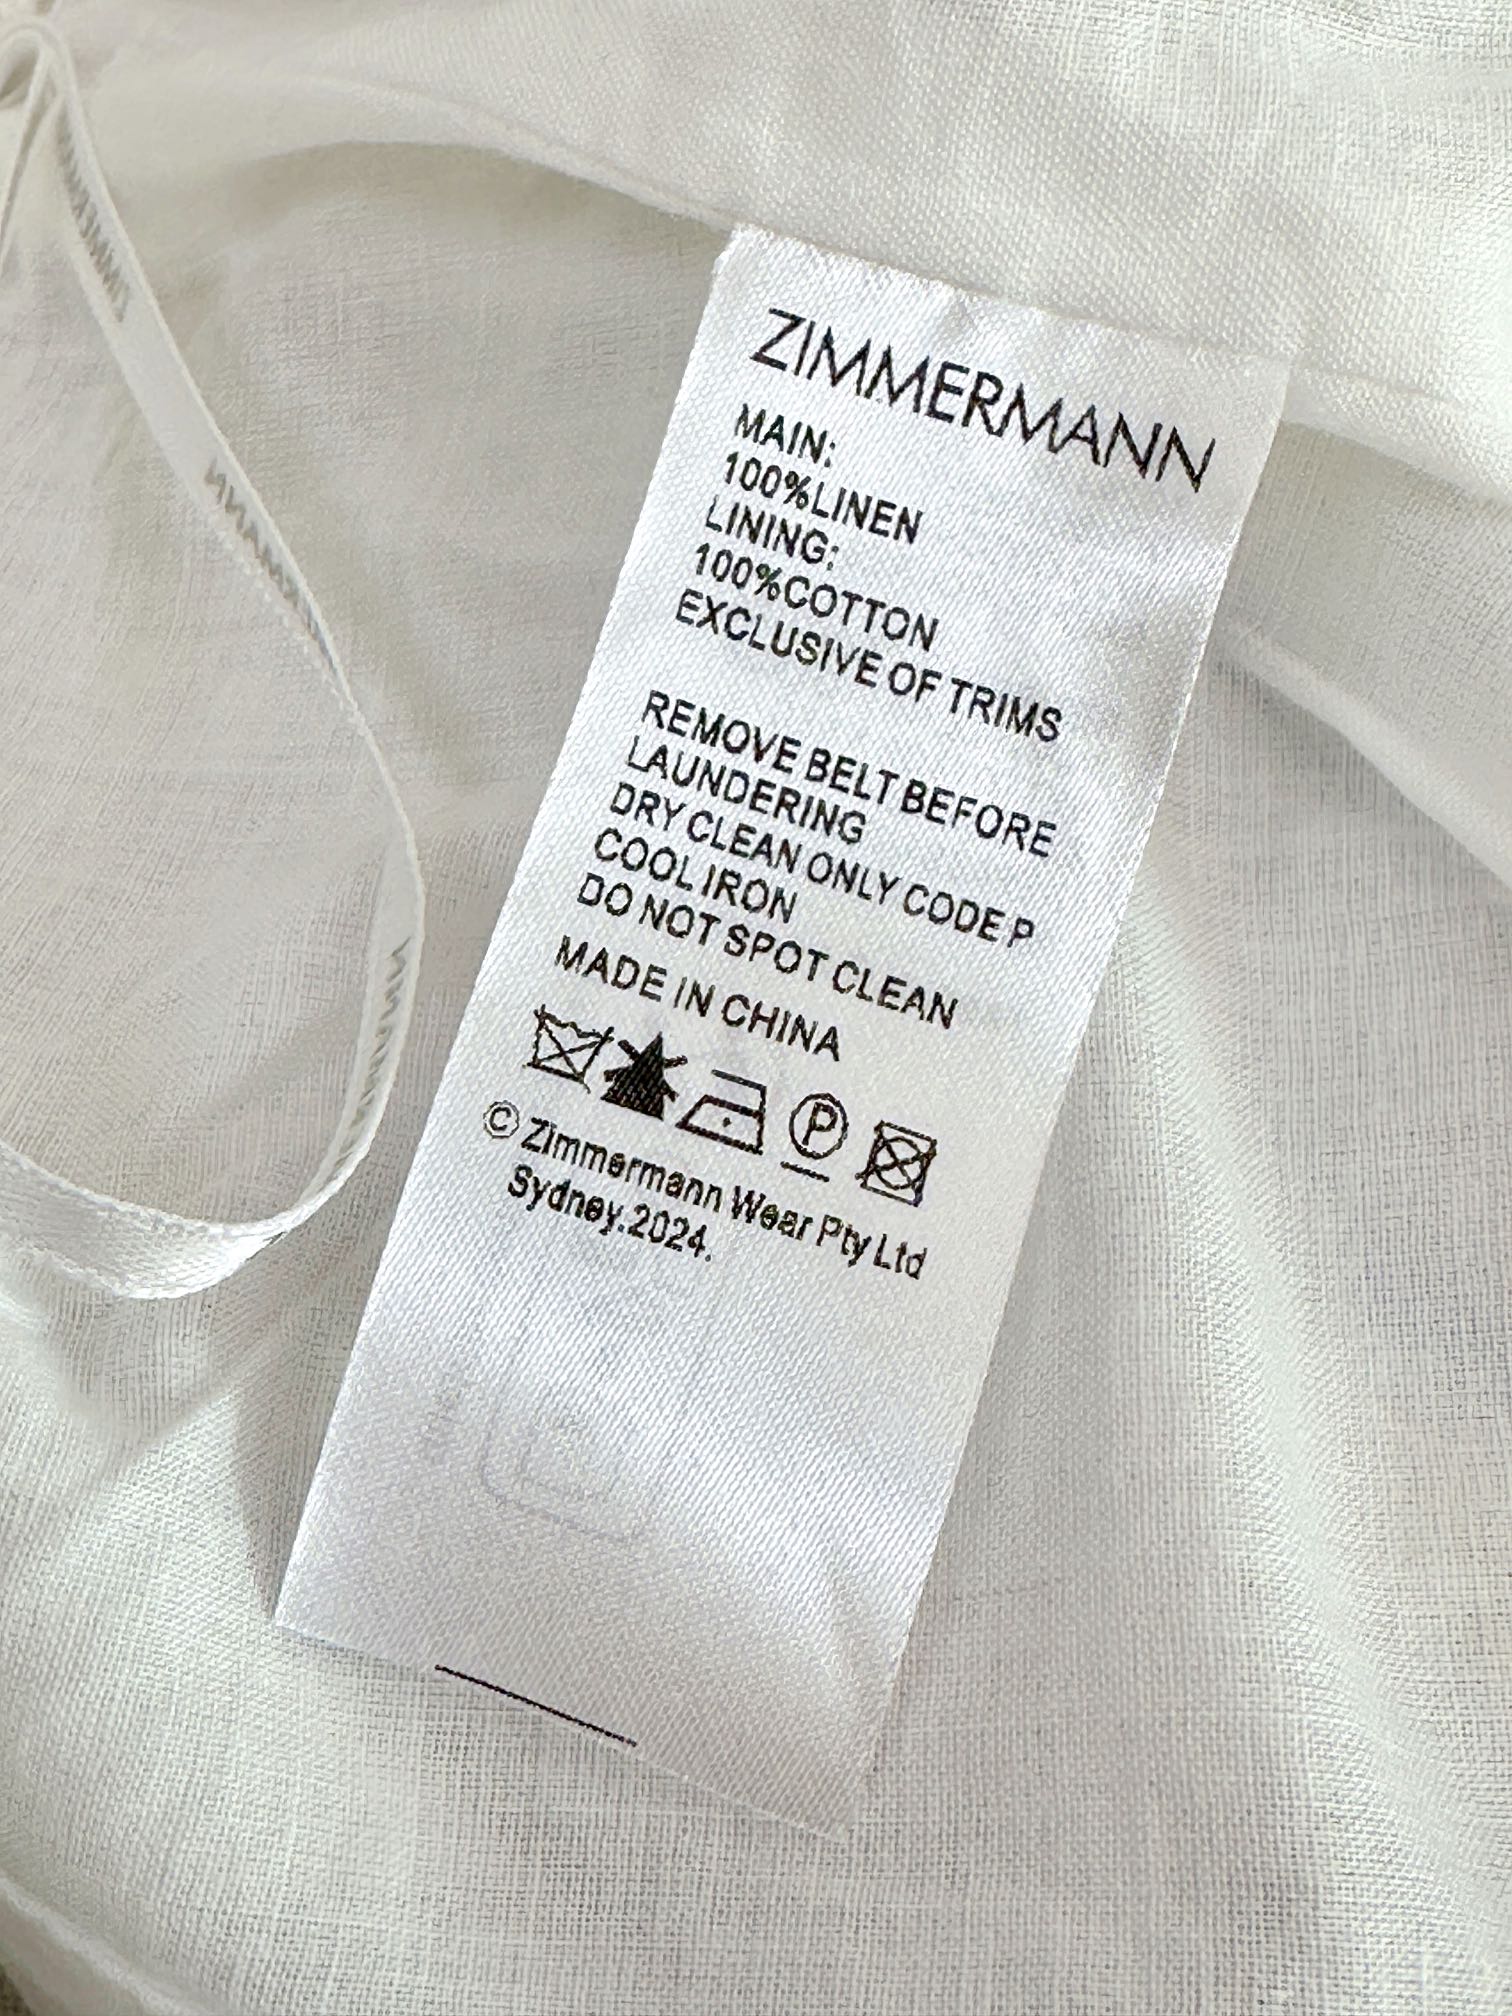 ZIMMERMANN
MAIN:
100%LINEN
LINING:
100%COTTON
EXCLUSIVE OF TRIMS
REMOVE BELT BEFORE
LAUNDERING
DRY CLEAN ONLY CODE P
COOL IRON
DO NOT SPOT CLEAN
MADE IN CHINA
P
© Zimmermann Wear Pty Ltd
Sydney.2024.